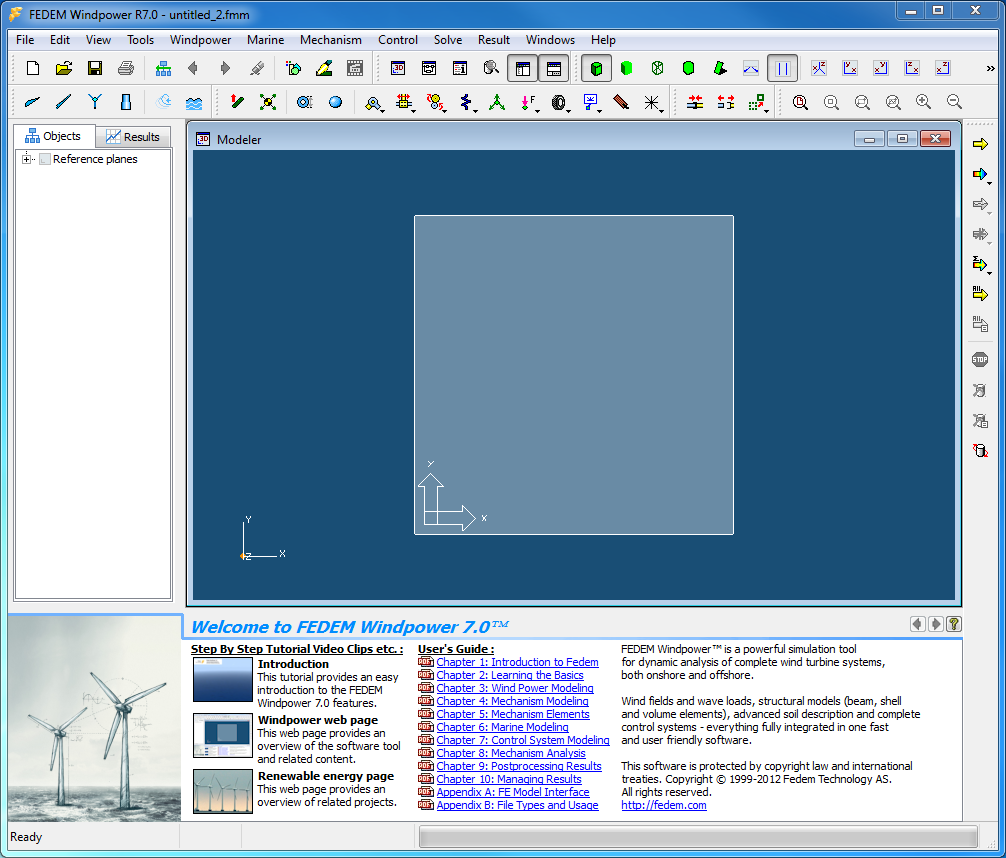 FEDEM Windpower R7.0 - untitled_2.fmm
File Edit View Tools Windpower Marine Mechanism Control Solve Result Windows Help
Objects Results
Reference planes
Modeler
Y
X
Y
X
Z
Welcome to FEDEM Windpower 7.0™
Step By Step Tutorial Video Clips etc. :
Introduction
This tutorial provides an easy
introduction to the FEDEM
Windpower 7.0 features.
Windpower web page
This web page provides an
overview of the software tool
and related content.
Renewable energy page
This web page provides an
overview of related projects.
User's Guide :
Chapter 1: Introduction to Fedem
Chapter 2: Learning the Basics
Chapter 3: Wind Power Modeling
Chapter 4: Mechanism Modeling
Chapter 5: Mechanism Elements
Chapter 6: Marine Modeling
Chapter 7: Control System Modeling
Chapter 8: Mechanism Analysis
Chapter 9: Postprocessing Results
Chapter 10: Managing Results
Appendix A: FE Model Interface
Appendix B: File Types and Usage
FEDEM Windpower™ is a powerful simulation tool
for dynamic analysis of complete wind turbine systems,
both onshore and offshore.
Wind fields and wave loads, structural models (beam, shell
and volume elements), advanced soil description and complete
control systems - everything fully integrated in one fast
and user friendly software.
This software is protected by copyright law and international
treaties. Copyright © 1999-2012 Fedem Technology AS.
All rights reserved.
http://fedem.com
STOP
Ready